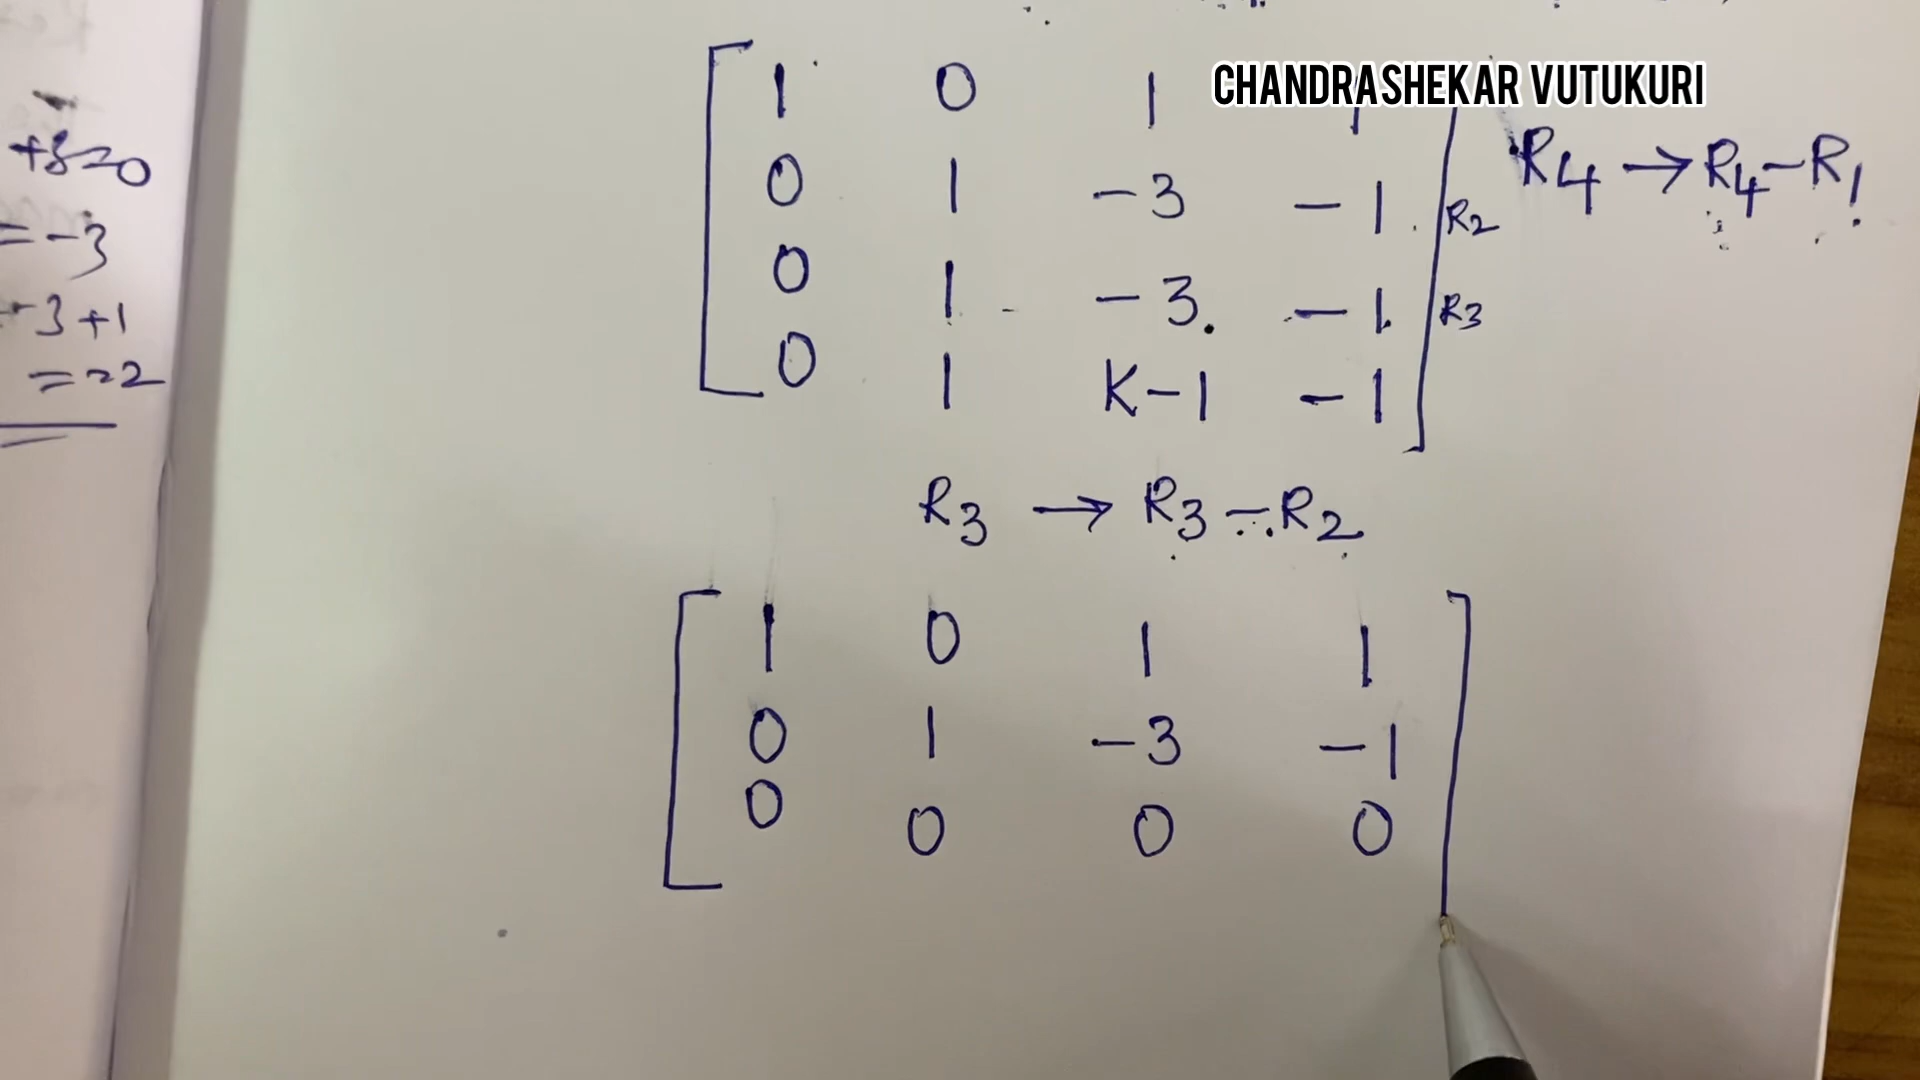 CHANDRASHEKAR VUTUKURI
1 0 1 1
0 1 -3 -1 R2
0 1 -3 -1 R3
0 1 K-1 -1
R4 → R4-R1
R3 → R3-R2
1 0 1 1
0 1 -3 -1
0 0 0 0
=-3
-3+1
=-2